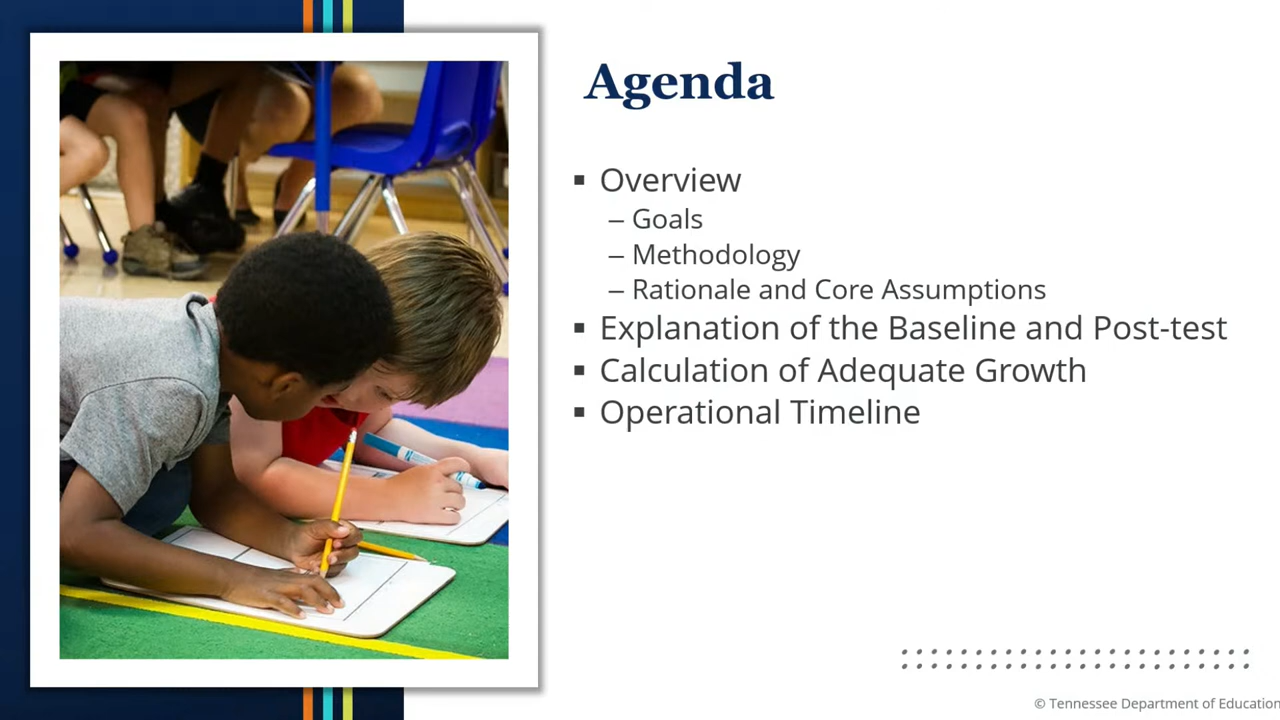 Agenda
▪ Overview
– Goals
– Methodology
– Rationale and Core Assumptions
▪ Explanation of the Baseline and Post-test
▪ Calculation of Adequate Growth
▪ Operational Timeline
© Tennessee Department of Education